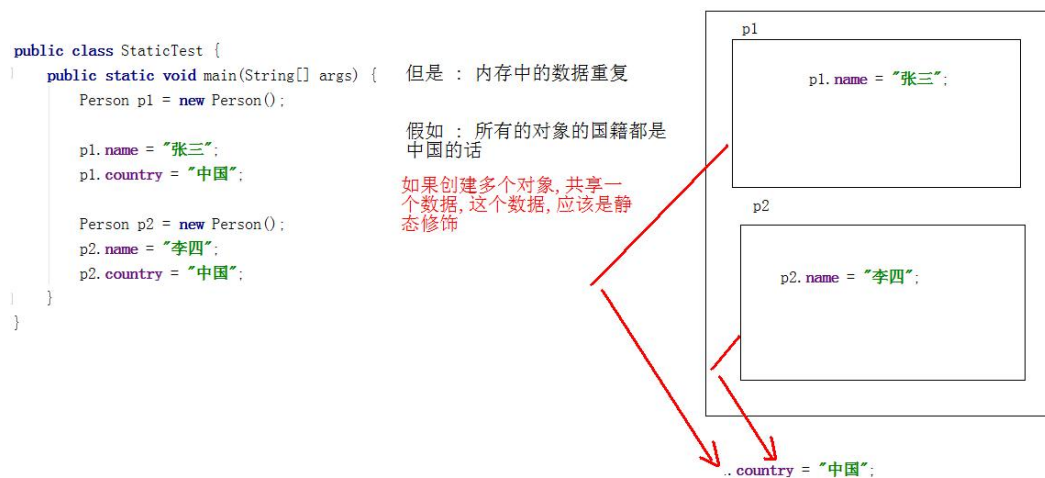 public class StaticTest {
public static void main(String[] args) {
Person p1 = new Person();
p1.name = "张三";
p1.country = "中国";
Person p2 = new Person();
p2.name = "李四";
p2.country = "中国";
}
}
但是 : 内存中的数据重复
假如 : 所有的对象的国籍都是
中国的话
如果创建多个对象,共享一
个数据,这个数据,应该是静
态修饰
p1
p1.name = "张三";
p2
p2.name = "李四";
.country = "中国";